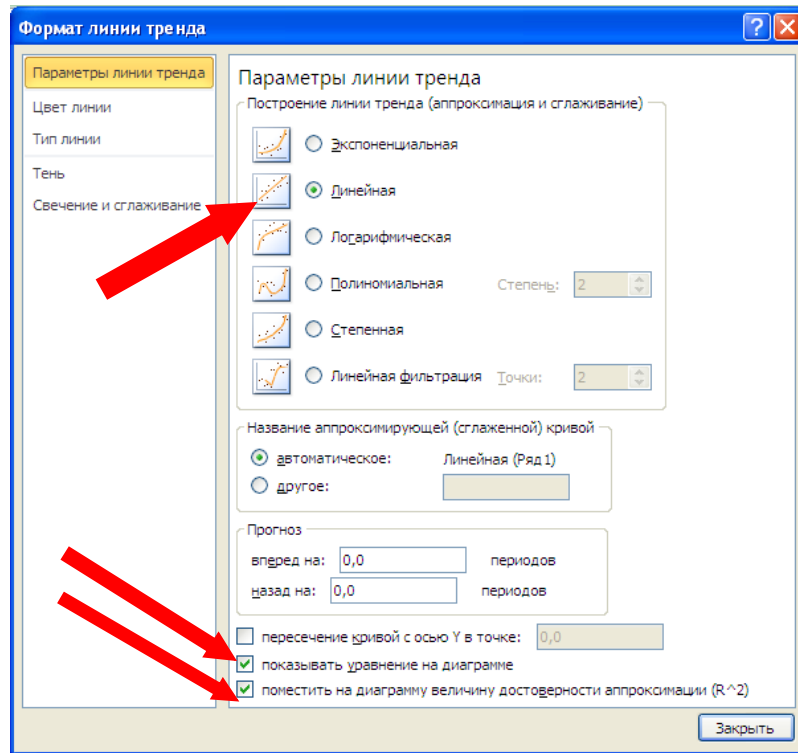 Формат линии тренда
Параметры линии тренда
Цвет линии
Тип линии
Тень
Свечение и сглаживание
Параметры линии тренда
Построение линии тренда (аппроксимация и сглаживание)
Экспоненциальная
Линейная
Логарифмическая
Полиномиальная Степень: 2
Степенная
Линейная фильтрация Точки: 2
Название аппроксимирующей (сглаженной) кривой
автоматическое: Линейная (Ряд1)
другое:
Прогноз
вперед на: 0,0 периодов
назад на: 0,0 периодов
пересечение кривой с осью Y в точке: 0,0
показывать уравнение на диаграмме
поместить на диаграмму величину достоверности аппроксимации (R^2)
Закрыть